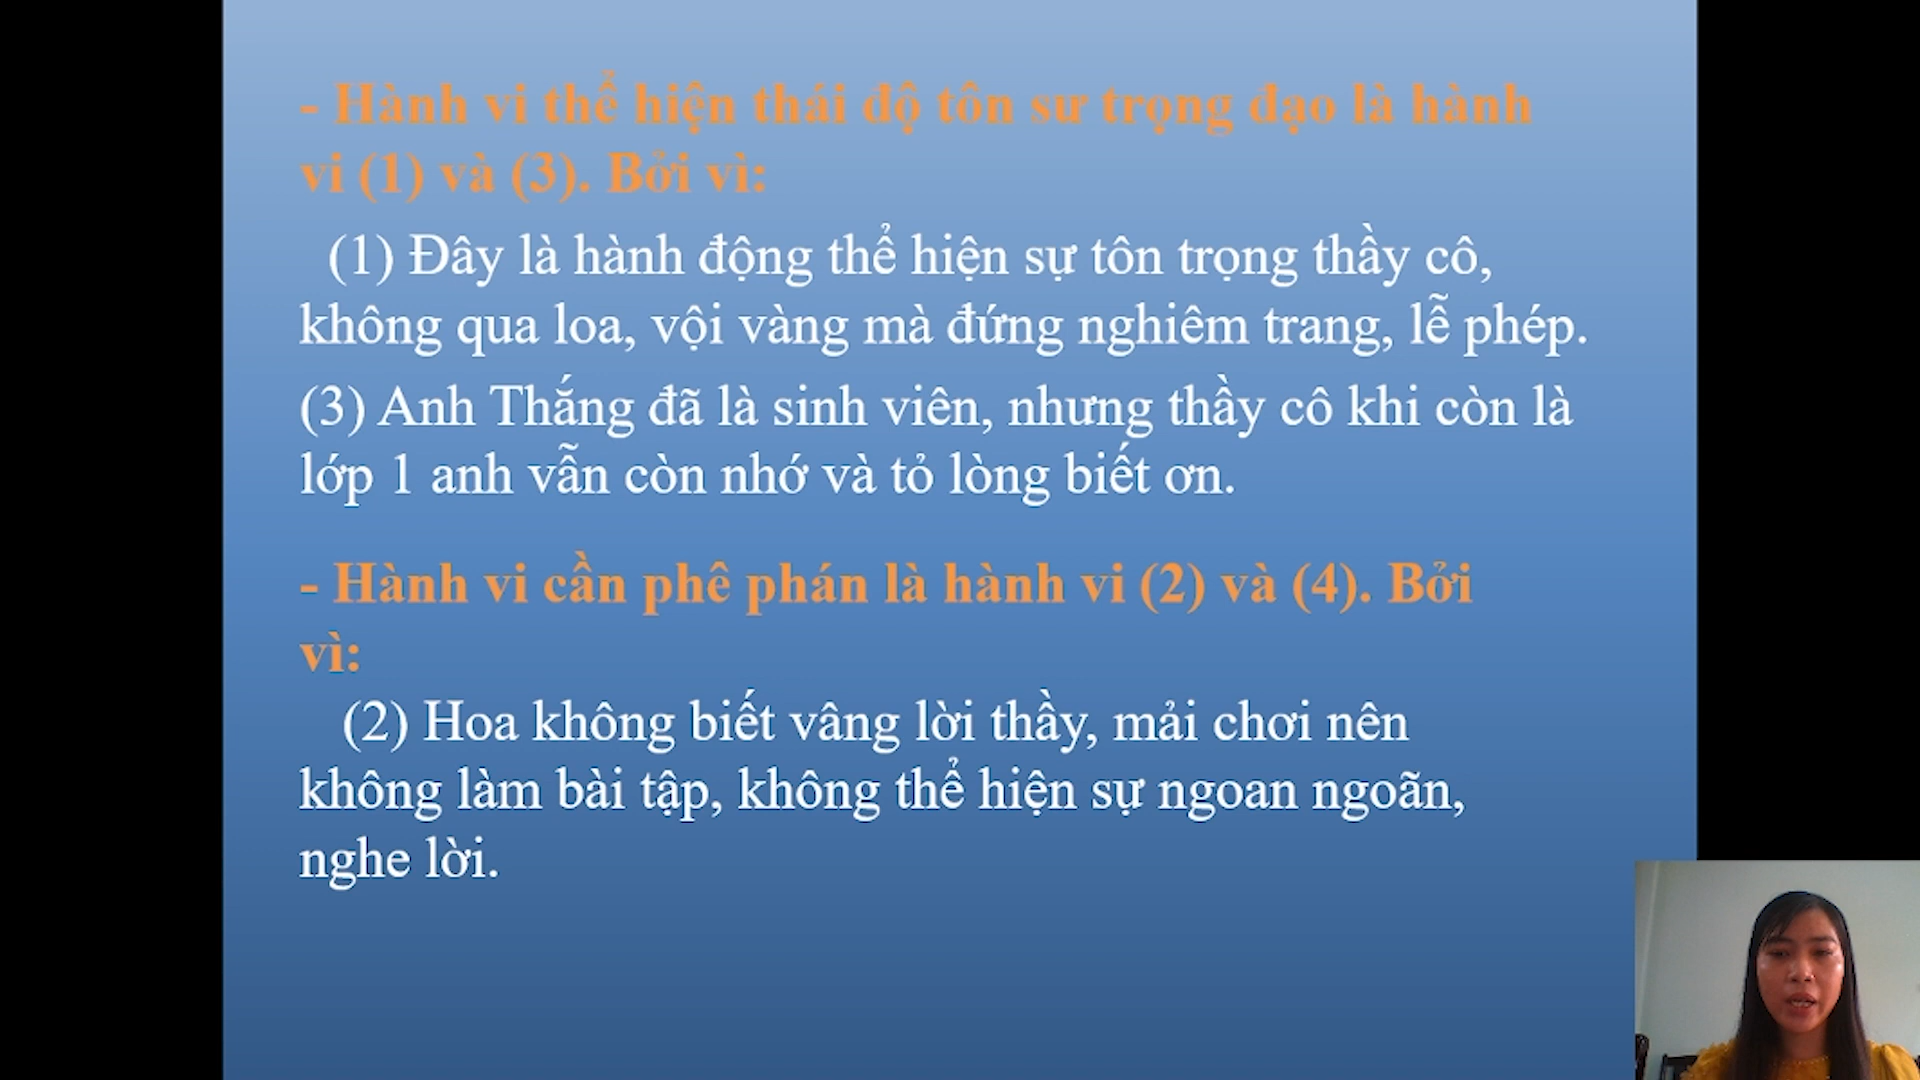 - Hành vi thể hiện thái độ tôn sư trọng đạo là hành
vi (1) và (3). Bởi vì:
(1) Đây là hành động thể hiện sự tôn trọng thầy cô,
không qua loa, vội vàng mà đứng nghiêm trang, lễ phép.
(3) Anh Thắng đã là sinh viên, nhưng thầy cô khi còn là
lớp 1 anh vẫn còn nhớ và tỏ lòng biết ơn.
- Hành vi cần phê phán là hành vi (2) và (4). Bởi
vì:
(2) Hoa không biết vâng lời thầy, mải chơi nên
không làm bài tập, không thể hiện sự ngoan ngoãn,
nghe lời.